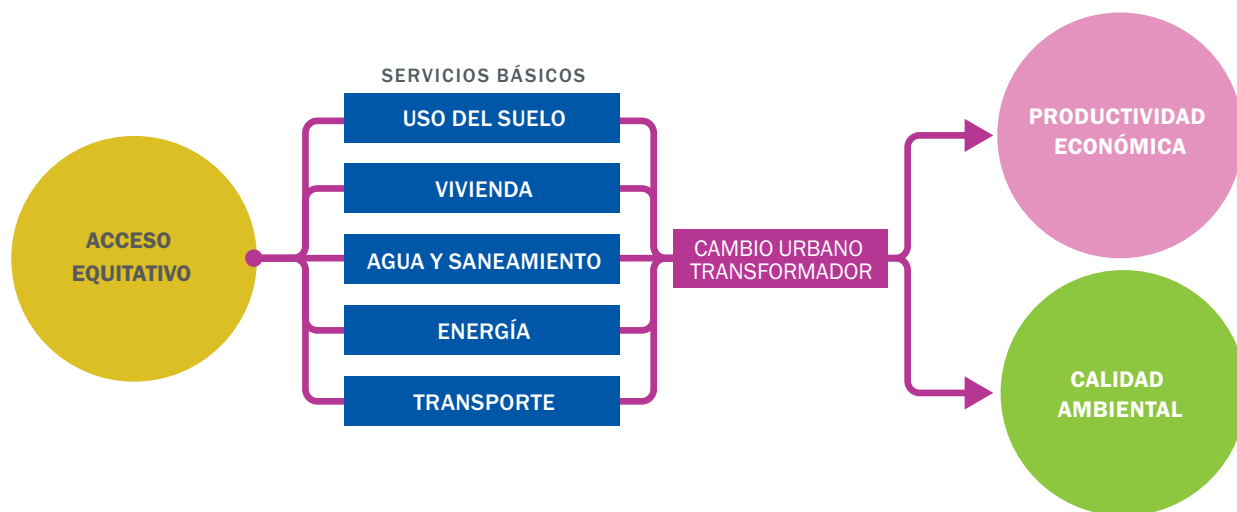 ACCESO
EQUITATIVO
SERVICIOS BÁSICOS
USO DEL SUELO
VIVIENDA
AGUA Y SANEAMIENTO
ENERGÍA
TRANSPORTE
CAMBIO URBANO
TRANSFORMADOR
PRODUCTIVIDAD
ECONÓMICA
CALIDAD
AMBIENTAL